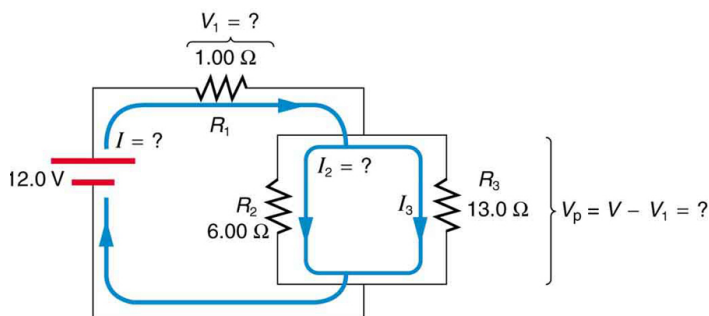 V₁ = ?
1.00 Ω
R₁
I = ?
12.0 V
I₂ = ?
R₂
6.00 Ω
I₃
R₃
13.0 Ω
Vₚ = V − V₁ = ?